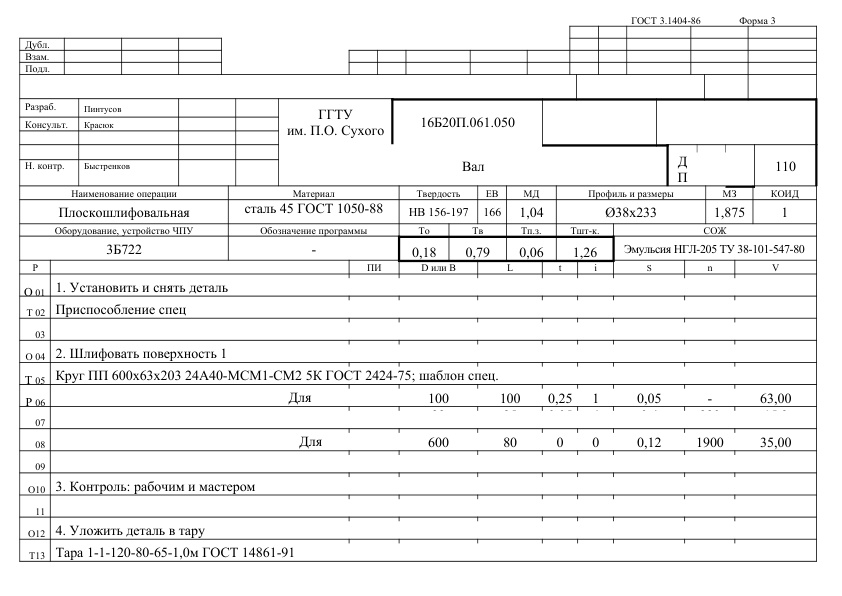 ГОСТ 3.1404-86 Форма 3
Дубл.
Взам.
Подл.
Разраб. Пинтусов
Консульт. Красюк
Н. контр. Быстренков
ГГТУ
им. П.О. Сухого
16Б20П.061.050
Вал
Д
П
110
Наименование операции Материал Твердость ЕВ МД Профиль и размеры МЗ КОИД
Плоскошлифовальная сталь 45 ГОСТ 1050-88 НВ 156-197 166 1,04 Ø38х233 1,875 1
Оборудование, устройство ЧПУ Обозначение программы То Тв Тп.з. Тшт-к. СОЖ
3Б722 - 0,18 0,79 0,06 1,26 Эмульсия НГЛ-205 ТУ 38-101-547-80
Р ПИ D или В L t i S n V
О 01 1. Установить и снять деталь
Т 02 Приспособление спец
03
О 04 2. Шлифовать поверхность 1
Т 05 Круг ПП 600х63х203 24А40-МСМ1-СМ2 5К ГОСТ 2424-75; шаблон спец.
Р 06 Для 100 100 0,25 1 0,05 - 63,00
07
08 Для 600 80 0 0 0,12 1900 35,00
09
О10 3. Контроль: рабочим и мастером
11
О12 4. Уложить деталь в тару
Т13 Тара 1-1-120-80-65-1,0м ГОСТ 14861-91